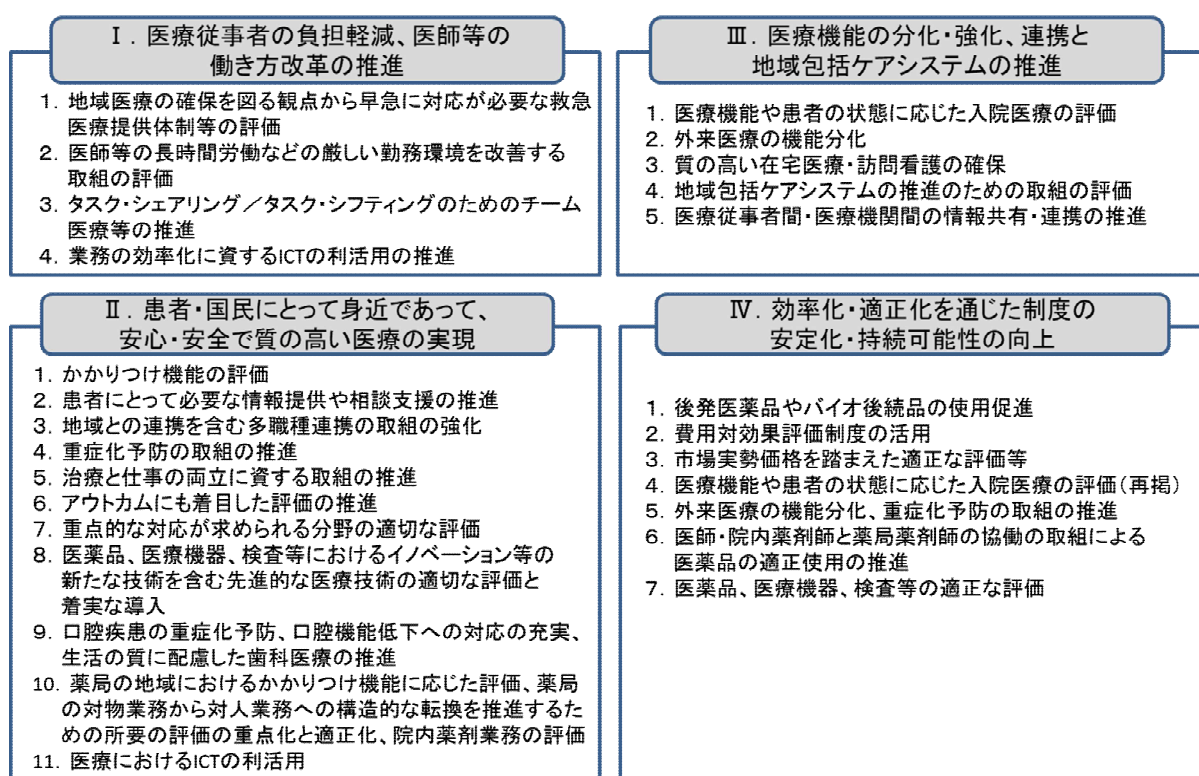 Ⅰ．医療従事者の負担軽減、医師等の
働き方改革の推進
1. 地域医療の確保を図る観点から早急に対応が必要な救急
医療提供体制等の評価
2. 医師等の長時間労働などの厳しい勤務環境を改善する
取組の評価
3. タスク・シェアリング／タスク・シフティングのためのチーム
医療等の推進
4. 業務の効率化に資するICTの利活用の推進
Ⅱ．患者・国民にとって身近であって、
安心・安全で質の高い医療の実現
1. かかりつけ機能の評価
2. 患者にとって必要な情報提供や相談支援の推進
3. 地域との連携を含む多職種連携の取組の強化
4. 重症化予防の取組の推進
5. 治療と仕事の両立に資する取組の推進
6. アウトカムにも着目した評価の推進
7. 重点的な対応が求められる分野の適切な評価
8. 医薬品、医療機器、検査等におけるイノベーション等の
新たな技術を含む先進的な医療技術の適切な評価と
着実な導入
9. 口腔疾患の重症化予防、口腔機能低下への対応の充実、
生活の質に配慮した歯科医療の推進
10. 薬局の地域におけるかかりつけ機能に応じた評価、薬局
の対物業務から対人業務への構造的な転換を推進するた
めの所要の評価の重点化と適正化、院内薬剤業務の評価
11. 医療におけるICTの利活用
Ⅲ．医療機能の分化・強化、連携と
地域包括ケアシステムの推進
1. 医療機能や患者の状態に応じた入院医療の評価
2. 外来医療の機能分化
3. 質の高い在宅医療・訪問看護の確保
4. 地域包括ケアシステムの推進のための取組の評価
5. 医療従事者間・医療機関間の情報共有・連携の推進
Ⅳ．効率化・適正化を通じた制度の
安定化・持続可能性の向上
1. 後発医薬品やバイオ後続品の使用促進
2. 費用対効果評価制度の活用
3. 市場実勢価格を踏まえた適正な評価等
4. 医療機能や患者の状態に応じた入院医療の評価（再掲）
5. 外来医療の機能分化、重症化予防の取組の推進
6. 医師・院内薬剤師と薬局薬剤師の協働の取組による
医薬品の適正使用の推進
7. 医薬品、医療機器、検査等の適正な評価